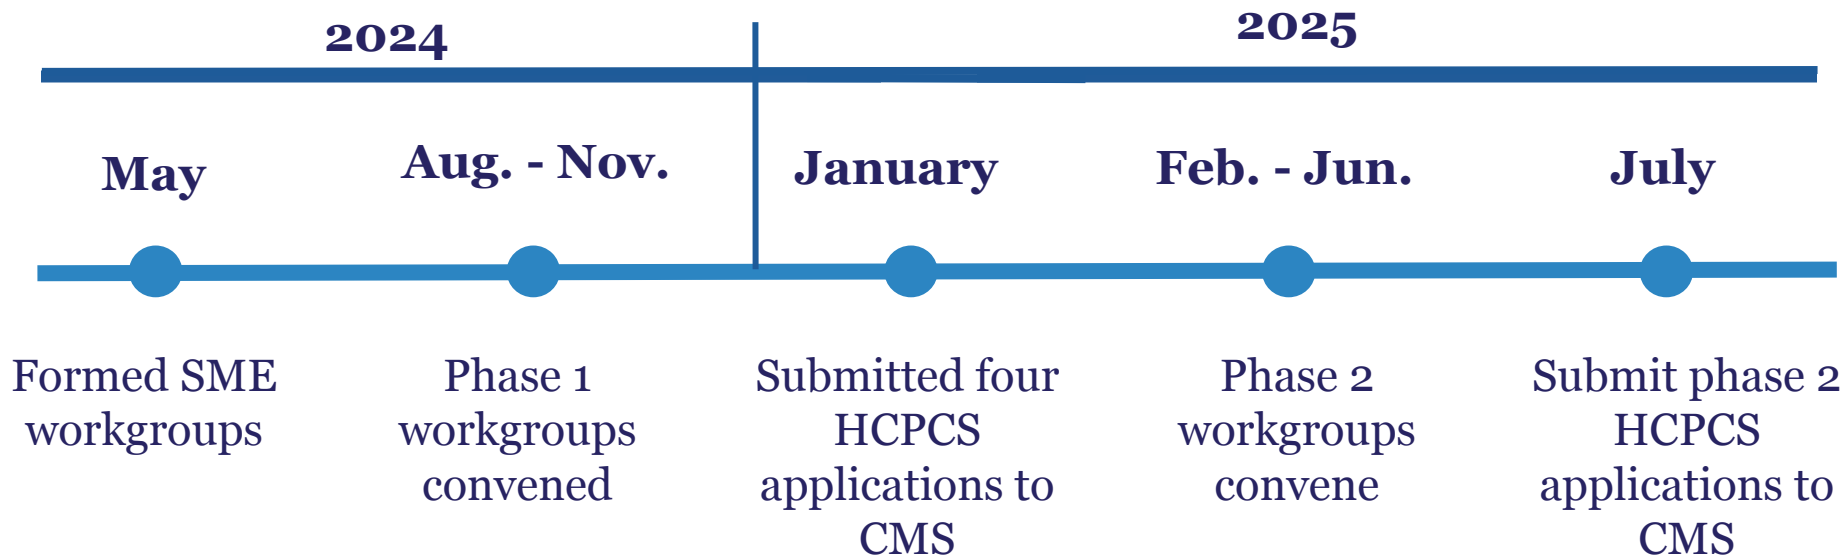 2024
2025
May
Aug. - Nov.
January
Feb. - Jun.
July
Formed SME
workgroups
Phase 1
workgroups
convened
Submitted four
HCPCS
applications to
CMS
Phase 2
workgroups
convene
Submit phase 2
HCPCS
applications to
CMS